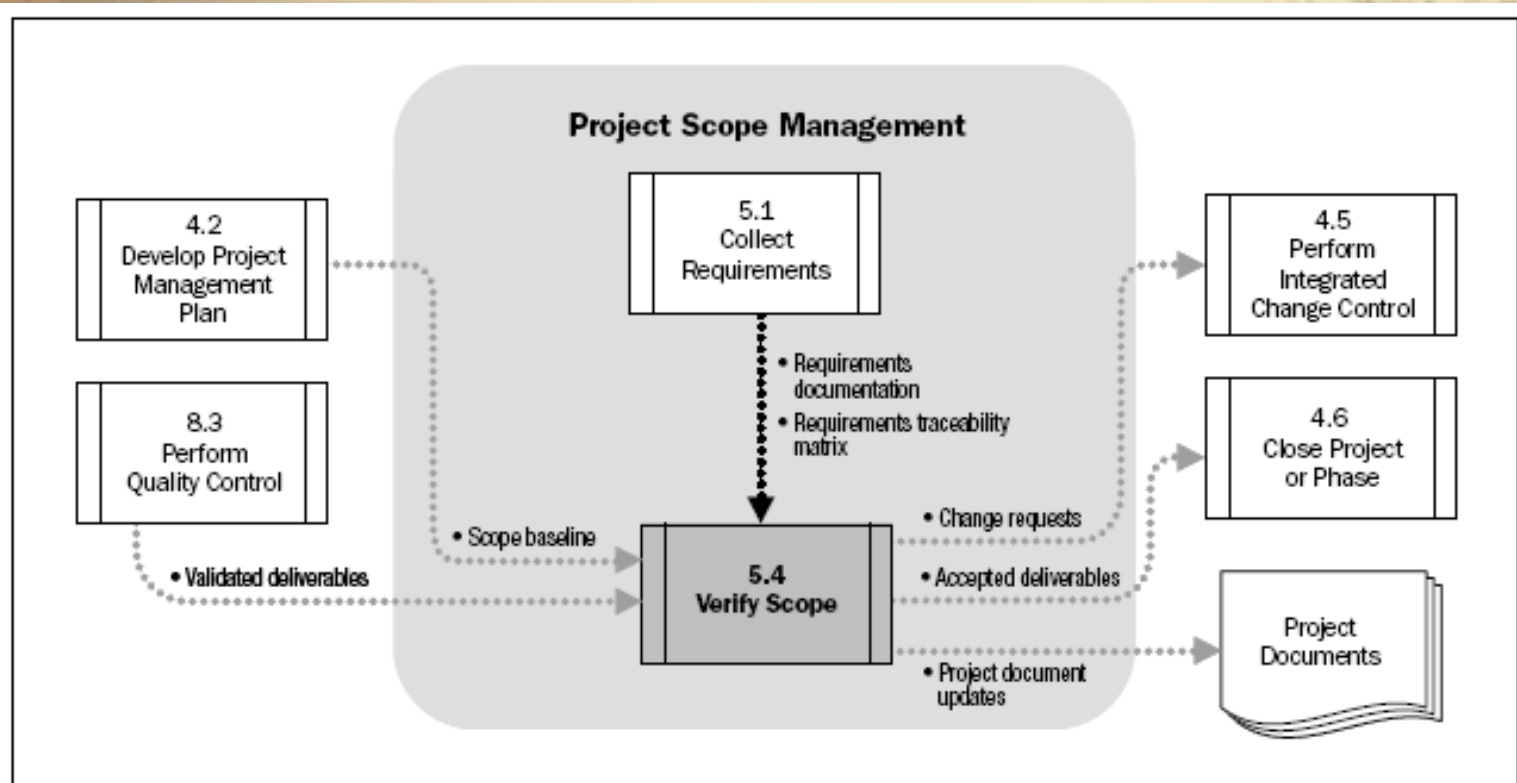 Project Scope Management
4.2
Develop Project
Management
Plan
8.3
Perform
Quality Control
5.1
Collect
Requirements
• Requirements
documentation
• Requirements traceability
matrix
• Scope baseline
• Validated deliverables
5.4
Verify Scope
• Change requests
• Accepted deliverables
• Project document
updates
4.5
Perform
Integrated
Change Control
4.6
Close Project
or Phase
Project
Documents